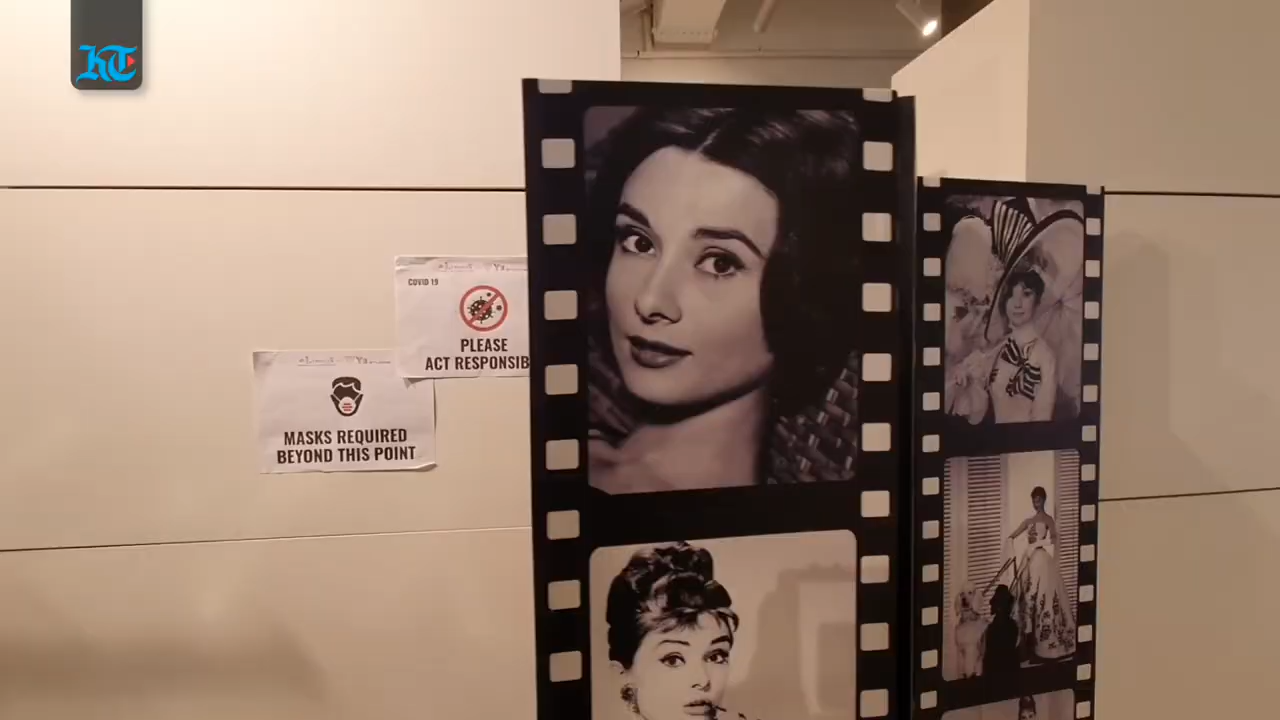 KT
COVID 19
PLEASE
ACT RESPONSIB
MASKS REQUIRED
BEYOND THIS POINT